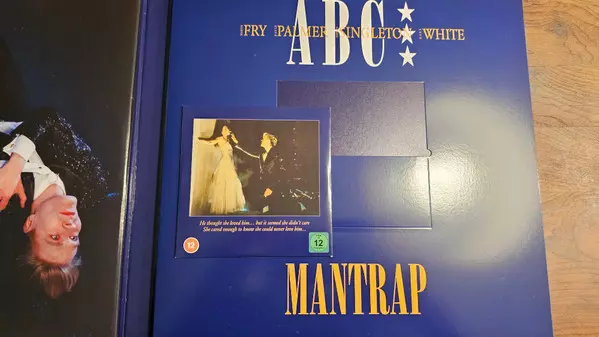 ABC
FRY PALMER SINGLETON WHITE
He thought she loved him... but it seemed she didn't care
She cared enough to know she could never love him...
12
12
MANTRAP